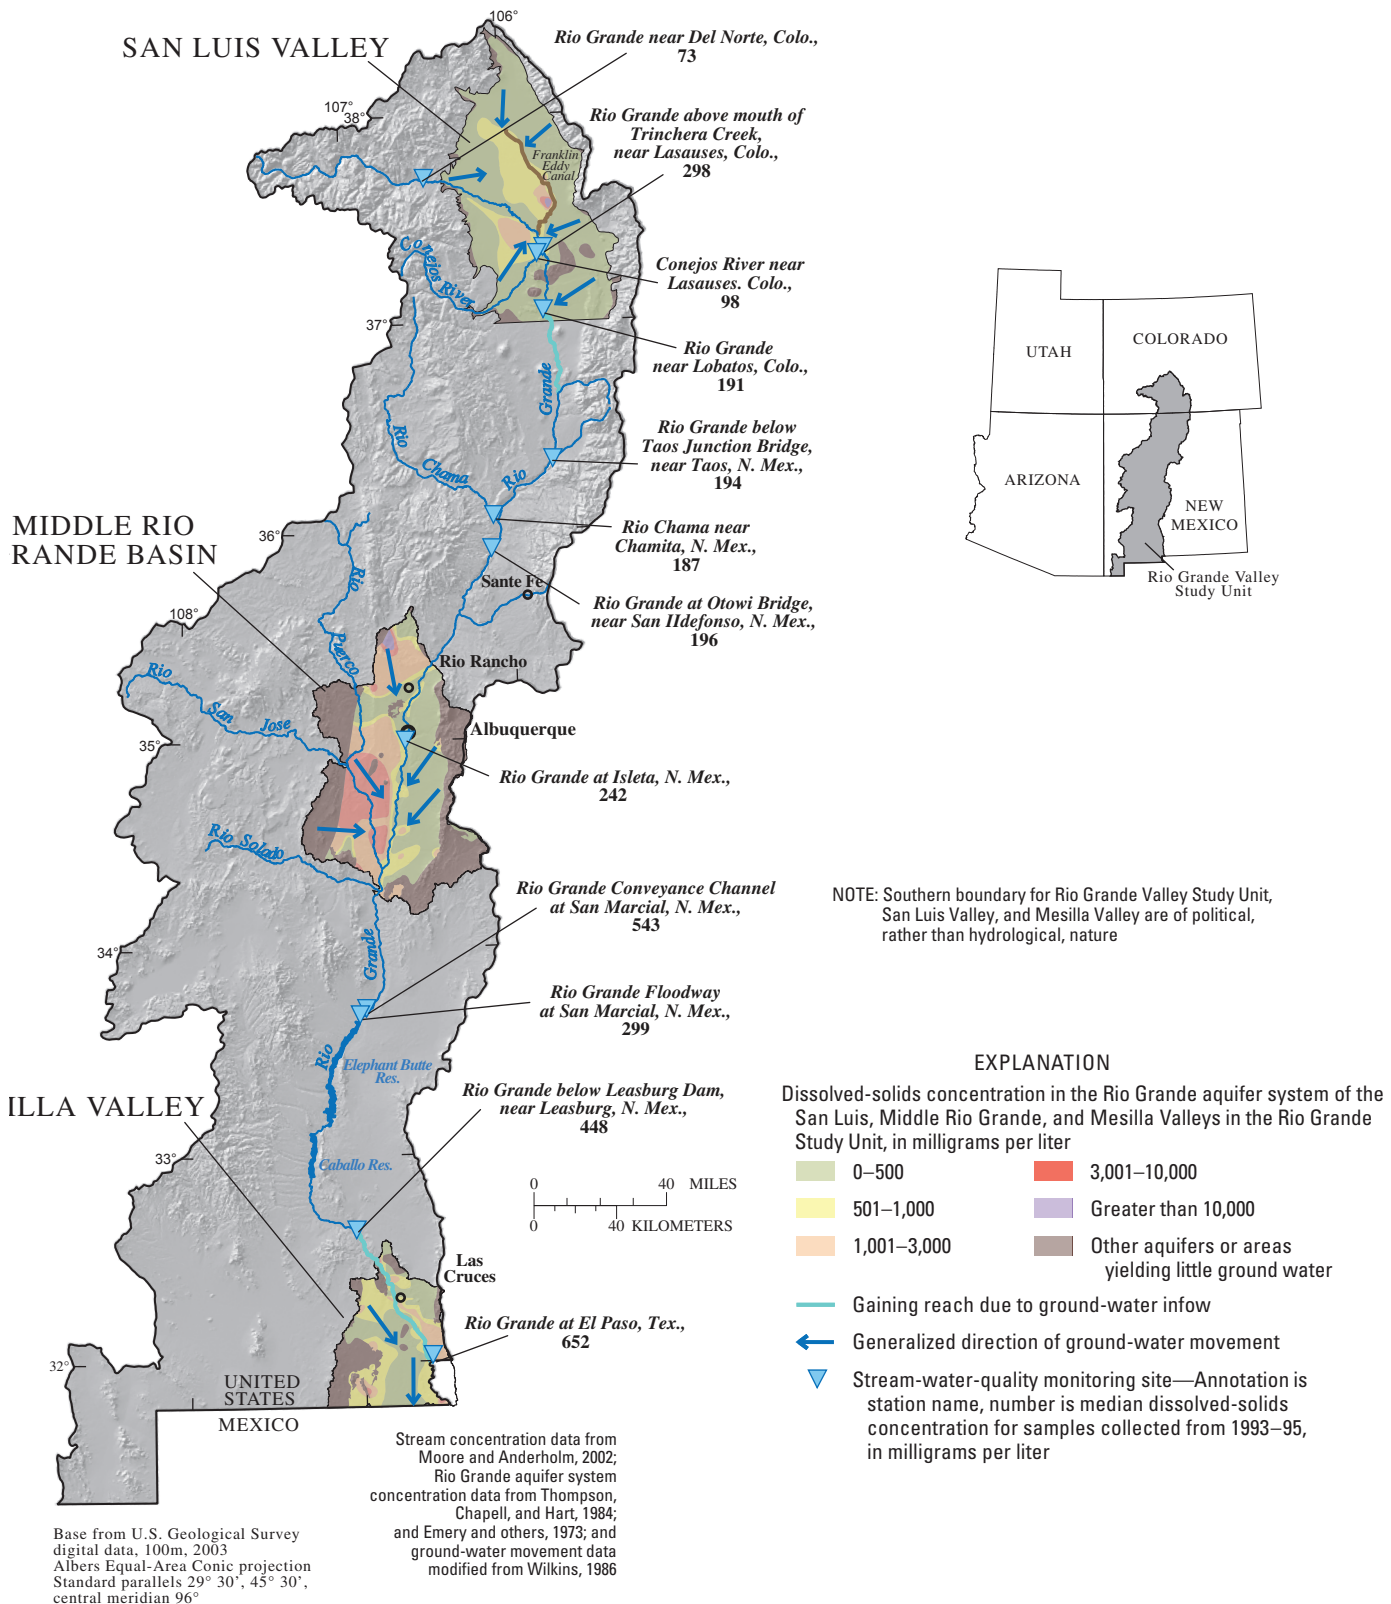 106°
SAN LUIS VALLEY
Rio Grande near Del Norte, Colo.,
73
107°
38°
Rio Grande above mouth of
Trinchera Creek,
near Lasauses, Colo.,
298
Franklin
Eddy
Canal
Conejos River
Conejos River near
Lasauses. Colo.,
98
37°
Rio Grande
near Lobatos, Colo.,
191
Grande
Rio Grande below
Taos Junction Bridge,
near Taos, N. Mex.,
194
Rio
Chama
Rio
MIDDLE RIO
RANDE BASIN
36°
Rio Chama near
Chamita, N. Mex.,
187
Sante Fe
Rio Grande at Otowi Bridge,
near San IIdefonso, N. Mex.,
196
Rio
Puerco
108°
Rio Rancho
Rio
San
Jose
Albuquerque
35°
Rio Grande at Isleta, N. Mex.,
242
Rio Solado
Rio Grande Conveyance Channel
at San Marcial, N. Mex.,
543
Grande
34°
Rio Grande Floodway
at San Marcial, N. Mex.,
299
Rio
Elephant Butte
Res.
ILLA VALLEY
Rio Grande below Leasburg Dam,
near Leasburg, N. Mex.,
448
33°
Caballo Res.
0 40 MILES
0 40 KILOMETERS
Las
Cruces
Rio Grande at El Paso, Tex.,
652
32°
UNITED
STATES
MEXICO
Stream concentration data from
Moore and Anderholm, 2002;
Rio Grande aquifer system
concentration data from Thompson,
Chapell, and Hart, 1984;
and Emery and others, 1973; and
ground-water movement data
modified from Wilkins, 1986
Base from U.S. Geological Survey
digital data, 100m, 2003
Albers Equal-Area Conic projection
Standard parallels 29° 30’, 45° 30’,
central meridian 96°
UTAH
COLORADO
ARIZONA
NEW
MEXICO
Rio Grande Valley
Study Unit
NOTE: Southern boundary for Rio Grande Valley Study Unit,
San Luis Valley, and Mesilla Valley are of political,
rather than hydrological, nature
EXPLANATION
Dissolved-solids concentration in the Rio Grande aquifer system of the
San Luis, Middle Rio Grande, and Mesilla Valleys in the Rio Grande
Study Unit, in milligrams per liter
0–500
501–1,000
1,001–3,000
3,001–10,000
Greater than 10,000
Other aquifers or areas
yielding little ground water
Gaining reach due to ground-water infow
Generalized direction of ground-water movement
Stream-water-quality monitoring site—Annotation is
station name, number is median dissolved-solids
concentration for samples collected from 1993–95,
in milligrams per liter